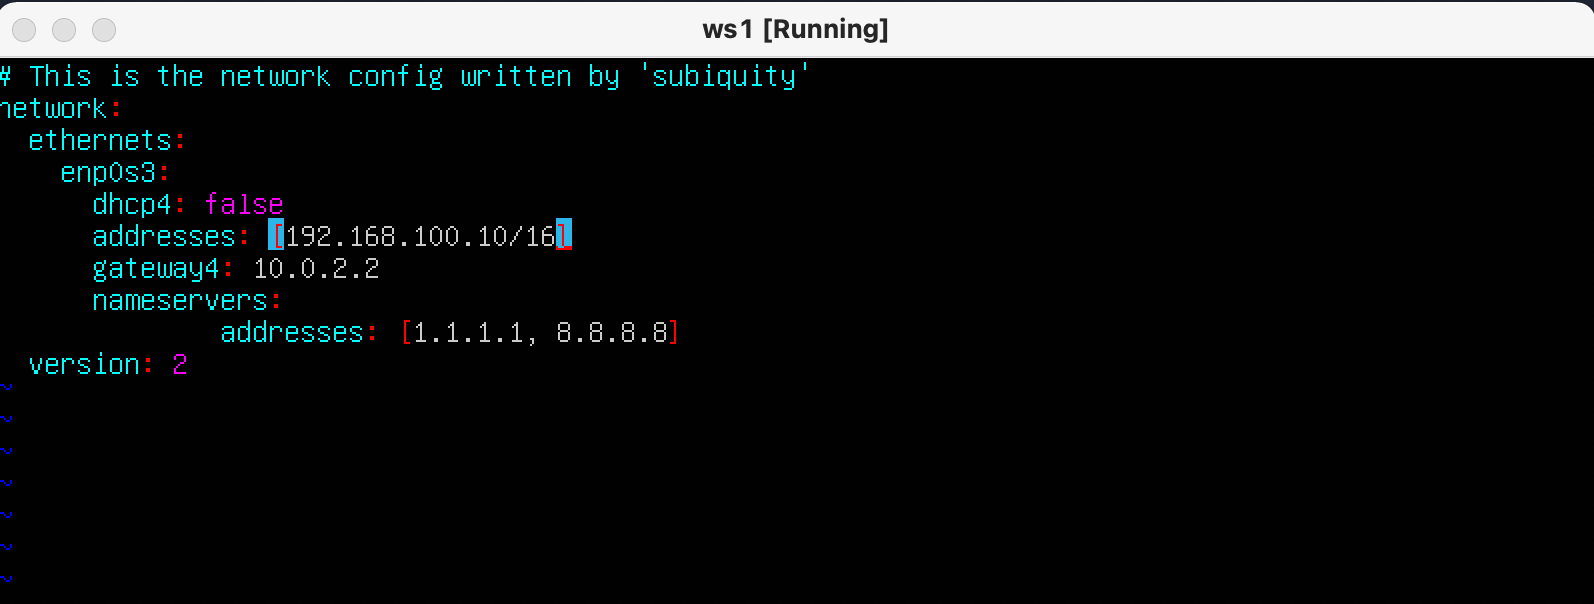 ws1 [Running]
# This is the network config written by 'subiquity'
network:
  ethernets:
    enp0s3:
      dhcp4: false
      addresses: [192.168.100.10/16]
      gateway4: 10.0.2.2
      nameservers:
              addresses: [1.1.1.1, 8.8.8.8]
  version: 2
~
~
~
~
~
~
~